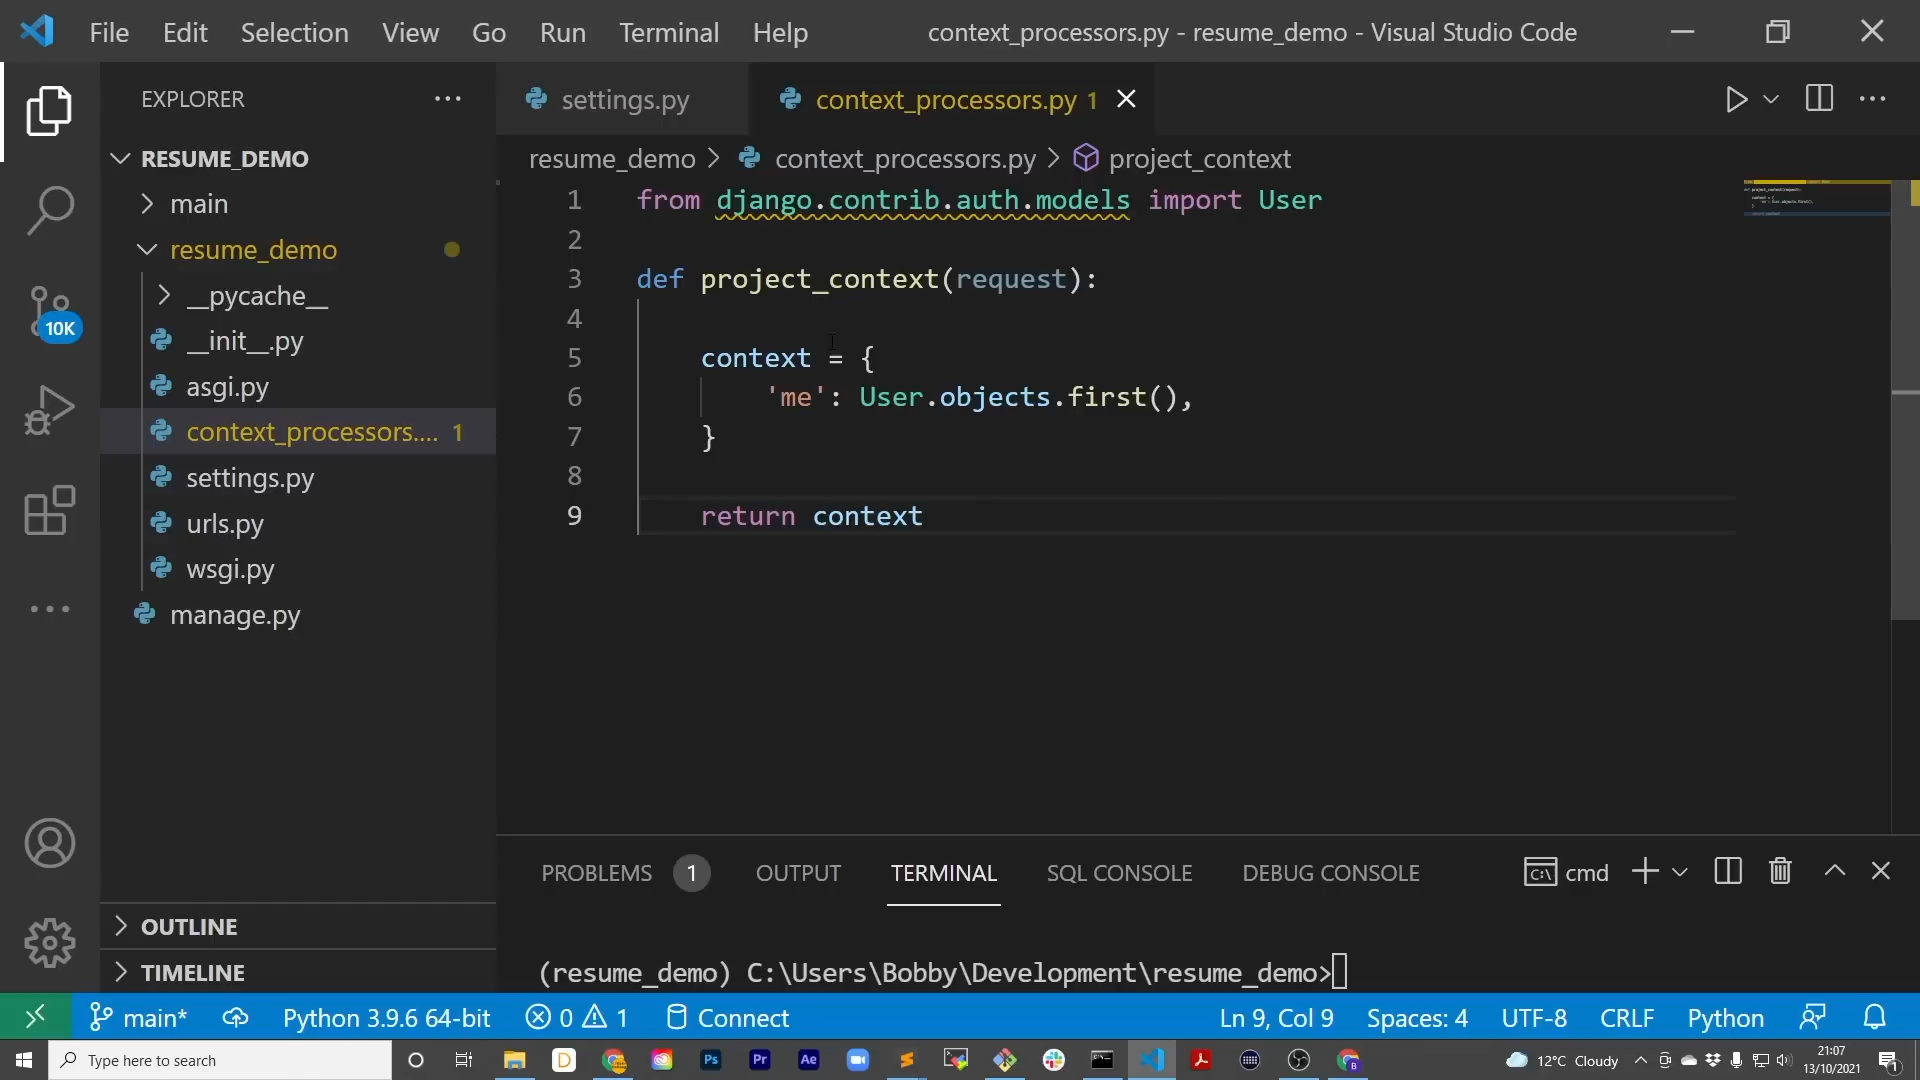 File Edit Selection View Go Run Terminal Help context_processors.py - resume_demo - Visual Studio Code
EXPLORER
RESUME_DEMO
main
resume_demo
__pycache__
__init__.py
asgi.py
context_processors.... 1
settings.py
urls.py
wsgi.py
manage.py
OUTLINE
TIMELINE
10K
settings.py context_processors.py 1
resume_demo > context_processors.py > project_context
1 from django.contrib.auth.models import User
2
3 def project_context(request):
4
5 context = {
6 'me': User.objects.first(),
7 }
8
9 return context
PROBLEMS 1 OUTPUT TERMINAL SQL CONSOLE DEBUG CONSOLE cmd
(resume_demo) C:\Users\Bobby\Development\resume_demo>
main* Python 3.9.6 64-bit 0 1 Connect Ln 9, Col 9 Spaces: 4 UTF-8 CRLF Python
Type here to search
D Ps Pr Ae B
12°C Cloudy
21:07
13/10/2021
1